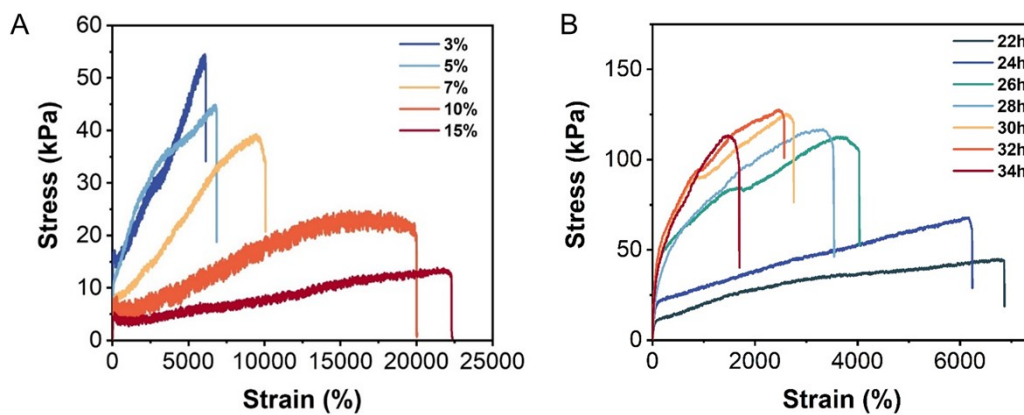 A
Stress (kPa)
60
50
40
30
20
10
0
3%
5%
7%
10%
15%
0 5000 10000 15000 20000 25000
Strain (%)
B
Stress (kPa)
150
100
50
0
22h
24h
26h
28h
30h
32h
34h
0 2000 4000 6000
Strain (%)